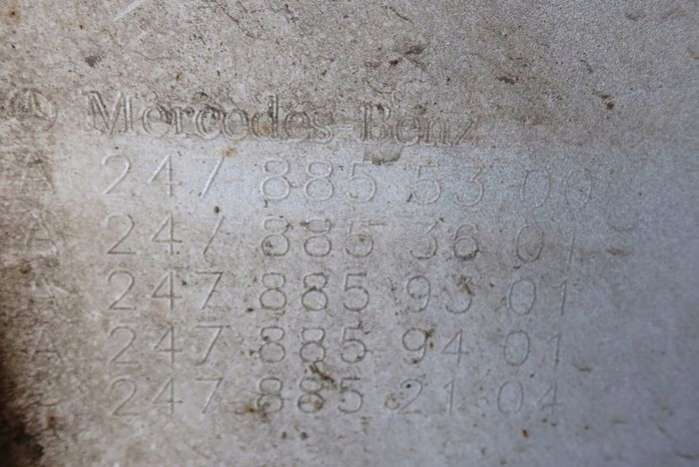 Mercedes-Benz
A 247 885 53 00
A 247 885 36 01
A 247 885 93 01
A 247 885 94 01
247 885 21 04